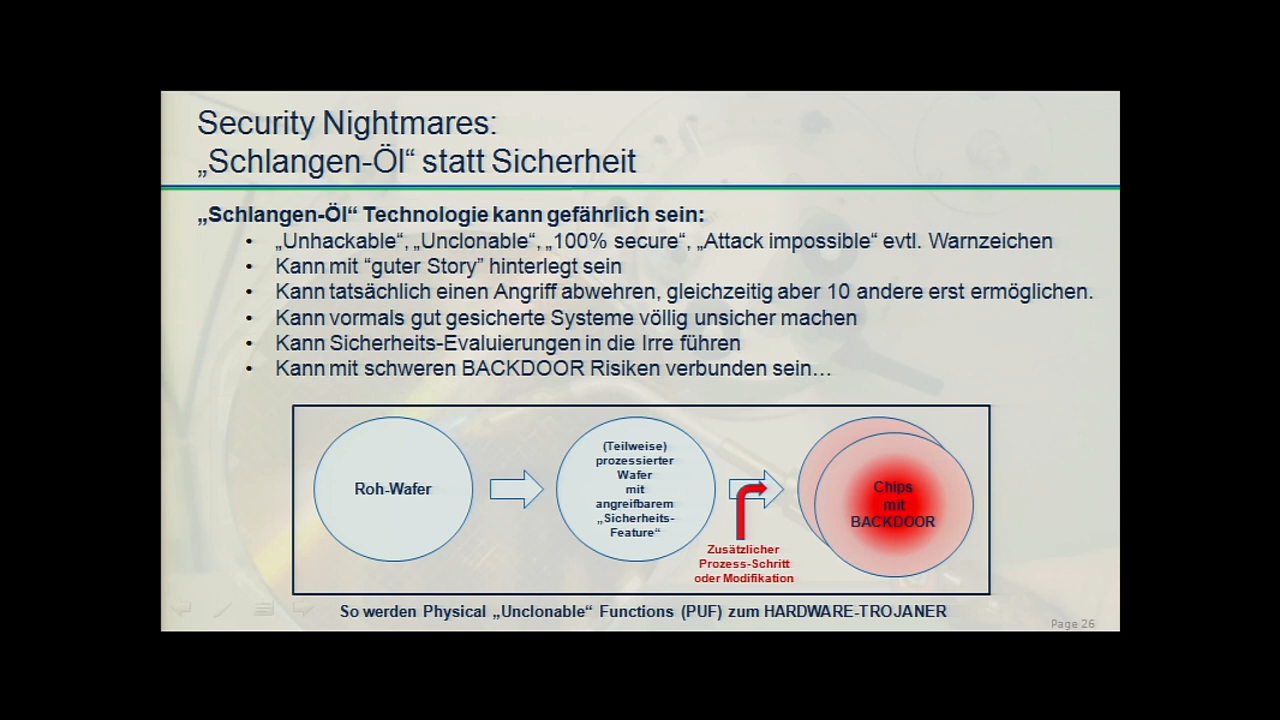 Security Nightmares:
„Schlangen-Öl“ statt Sicherheit
„Schlangen-Öl“ Technologie kann gefährlich sein:
• „Unhackable“, „Unclonable“, „100% secure“, „Attack impossible“ evtl. Warnzeichen
• Kann mit “guter Story” hinterlegt sein
• Kann tatsächlich einen Angriff abwehren, gleichzeitig aber 10 andere erst ermöglichen.
• Kann vormals gut gesicherte Systeme völlig unsicher machen
• Kann Sicherheits-Evaluierungen in die Irre führen
• Kann mit schweren BACKDOOR Risiken verbunden sein…
Roh-Wafer
(Teilweise)
prozessierter
Wafer
mit
angreifbarem
„Sicherheits-
Feature“
Zusätzlicher
Prozess-Schritt
oder Modifikation
Chips
mit
BACKDOOR
So werden Physical „Unclonable“ Functions (PUF) zum HARDWARE-TROJANER
Page 26